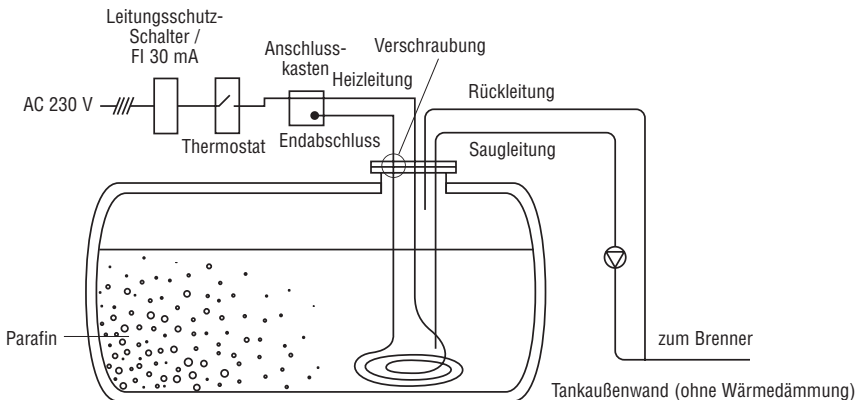 Leitungsschutz-
Schalter /
FI 30 mA
Anschluss-
kasten
Verschraubung
Heizleitung
Rückleitung
AC 230 V
Thermostat
Endabschluss
Saugleitung
Parafin
zum Brenner
Tankaußenwand (ohne Wärmedämmung)